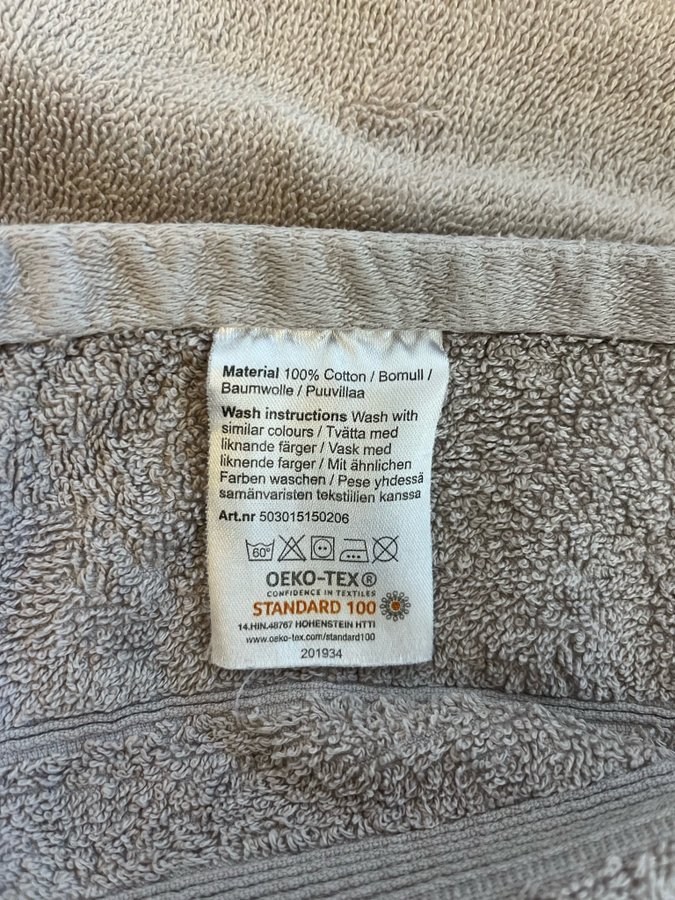 Material 100% Cotton / Bomull /
Baumwolle / Puuvillaa
Wash instructions Wash with
similar colours / Tvätta med
liknande färger / Vask med
liknende farger / Mit ähnlichen
Farben waschen / Pese yhdessä
samänvaristen tekstiilien kanssa
Art.nr 503015150206
60°
OEKO-TEX®
CONFIDENCE IN TEXTILES
STANDARD 100
14.HIN.48767 HOHENSTEIN HTTI
www.oeko-tex.com/standard100
201934